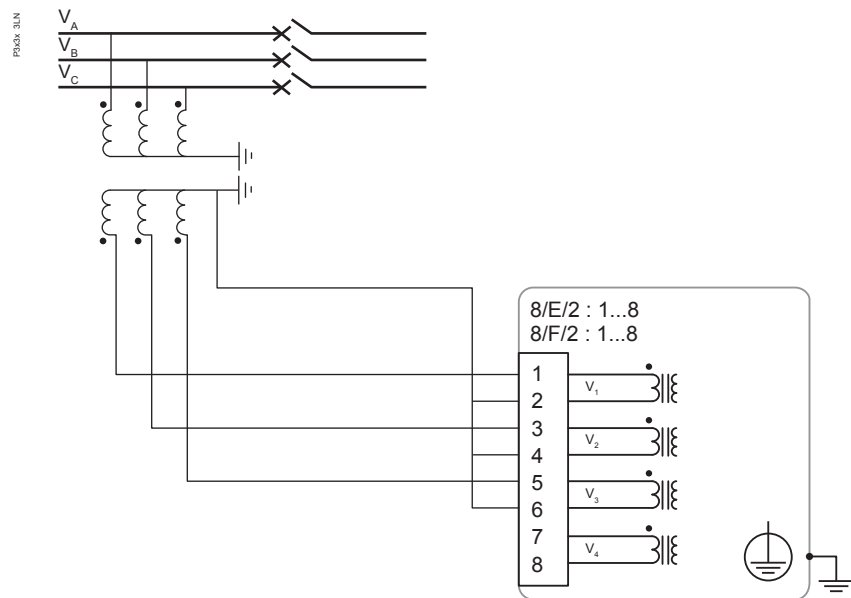 P3x3x 3LN
VA
VB
VC
8/E/2 : 1...8
8/F/2 : 1...8
1
V1
2
3
V2
4
5
V3
6
7
V4
8